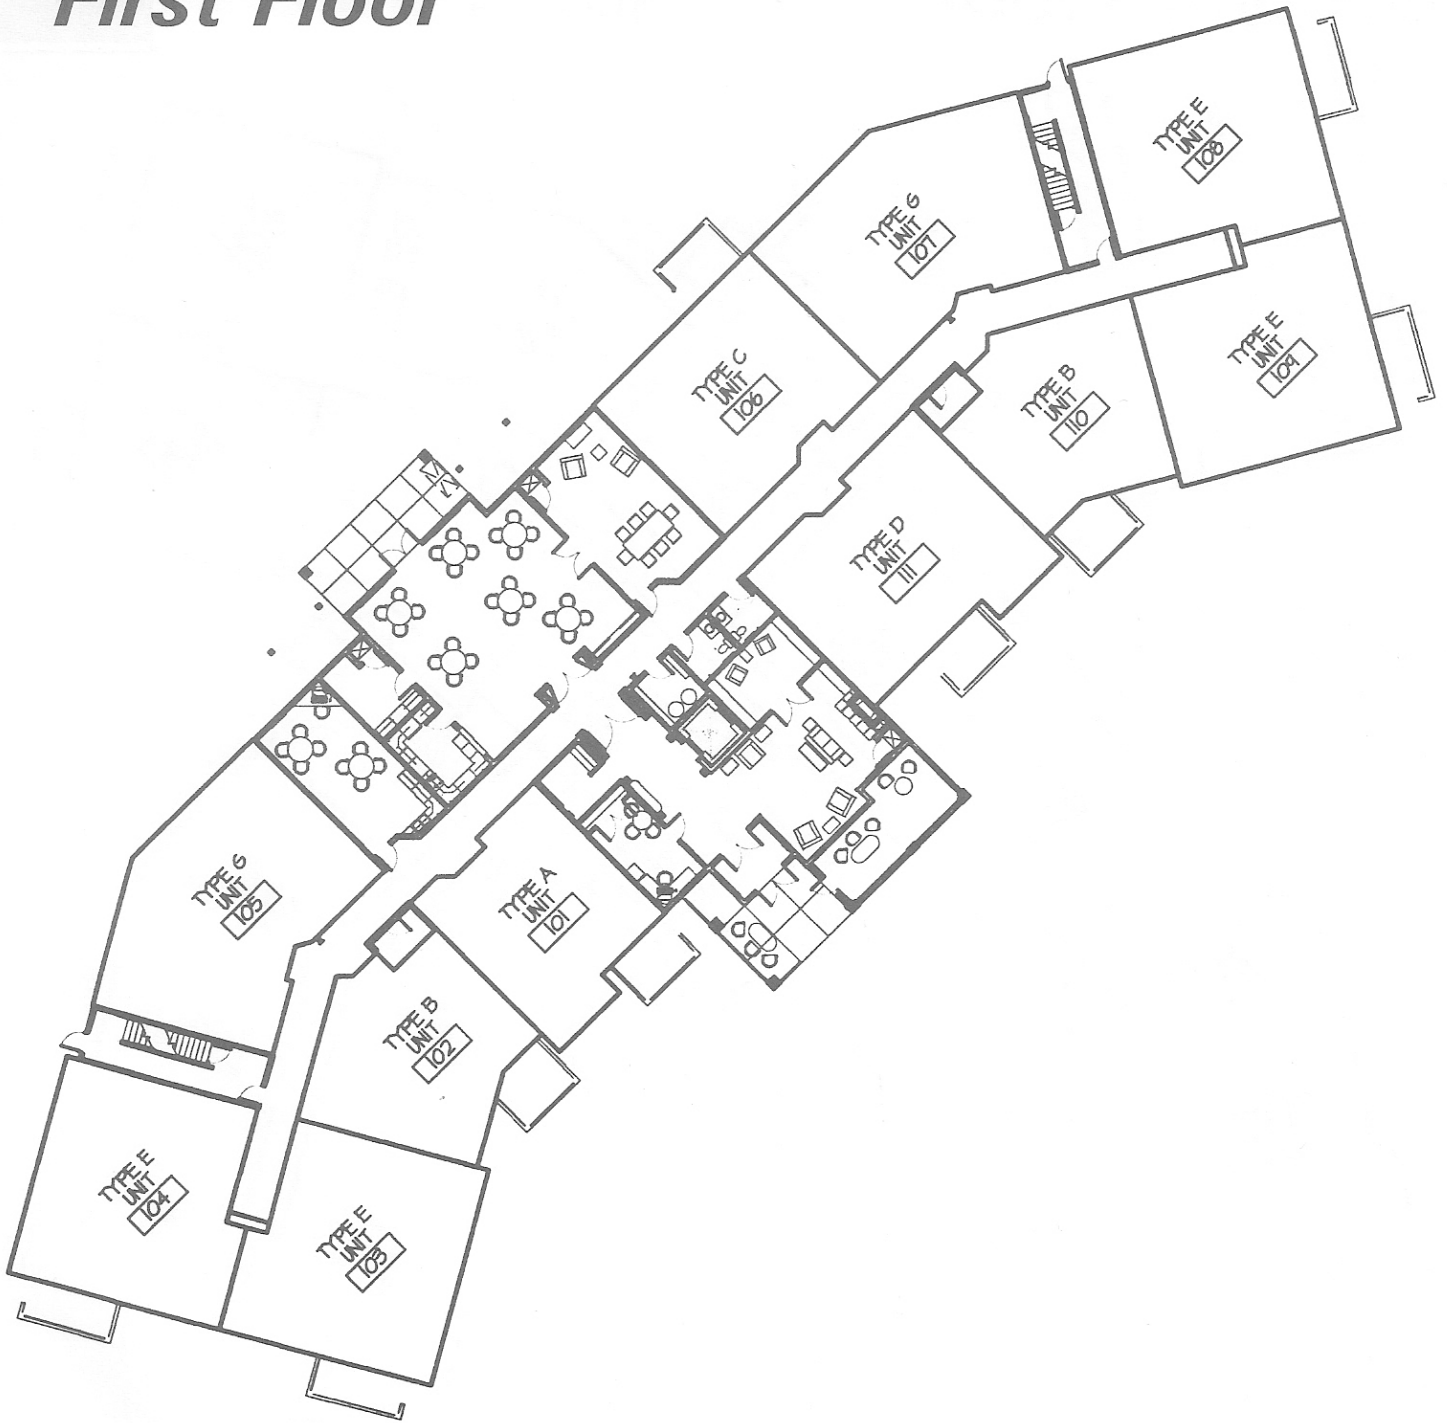 First Floor
TYPE E
UNIT
108
TYPE G
UNIT
107
TYPE E
UNIT
109
TYPE C
UNIT
106
TYPE B
UNIT
110
TYPE D
UNIT
111
TYPE G
UNIT
105
TYPE A
UNIT
101
TYPE B
UNIT
102
TYPE E
UNIT
104
TYPE E
UNIT
103